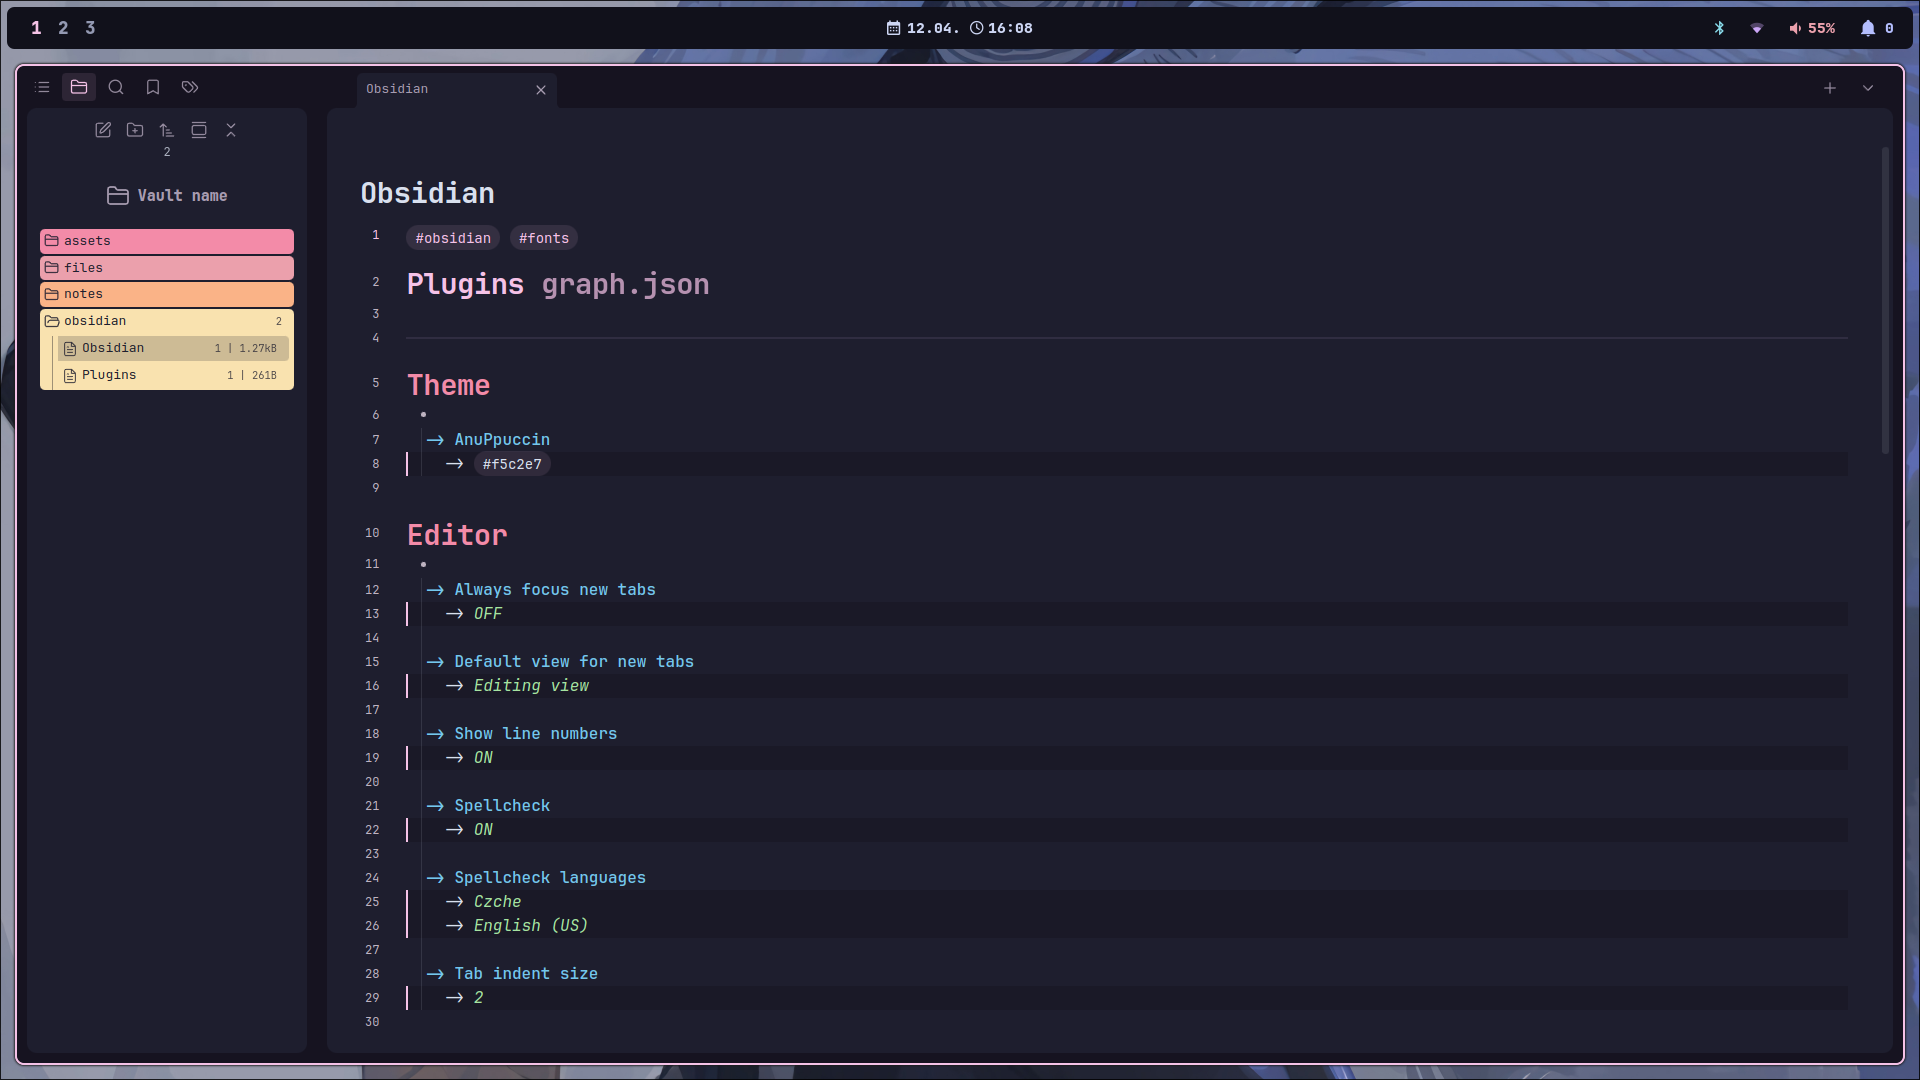 1 2 3
12.04. 16:08
55% 0
Obsidian
2
Vault name
assets
files
notes
obsidian 2
Obsidian 1 | 1.27kB
Plugins 1 | 261B
Obsidian
1 #obsidian #fonts
2 Plugins graph.json
3
4
5 Theme
6 •
7 → AnuPpuccin
8 → #f5c2e7
9
10 Editor
11 •
12 → Always focus new tabs
13 → OFF
14
15 → Default view for new tabs
16 → Editing view
17
18 → Show line numbers
19 → ON
20
21 → Spellcheck
22 → ON
23
24 → Spellcheck languages
25 → Czche
26 → English (US)
27
28 → Tab indent size
29 → 2
30